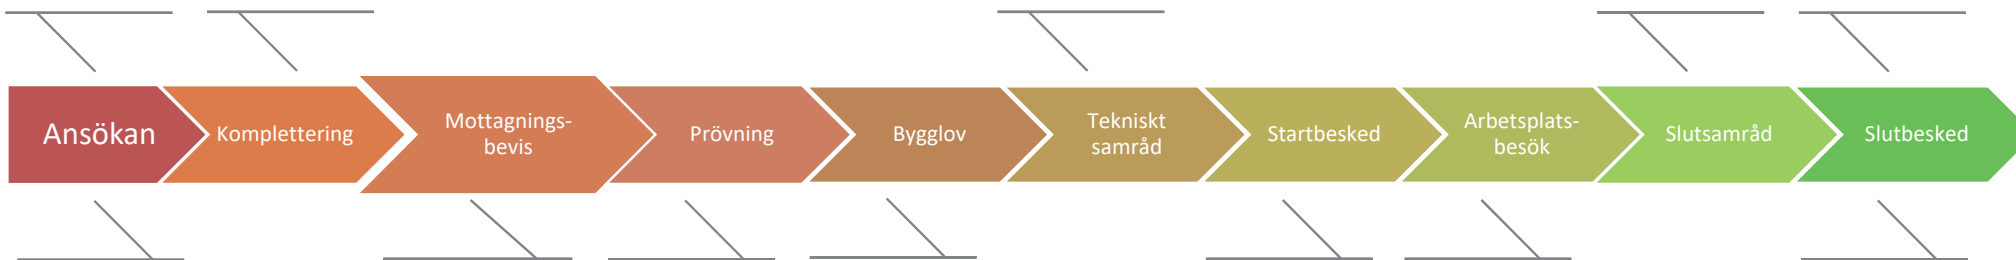 Ansökan
Komplettering
Mottagnings-
bevis
Prövning
Bygglov
Tekniskt
samråd
Startbesked
Arbetsplats-
besök
Slutsamråd
Slutbesked